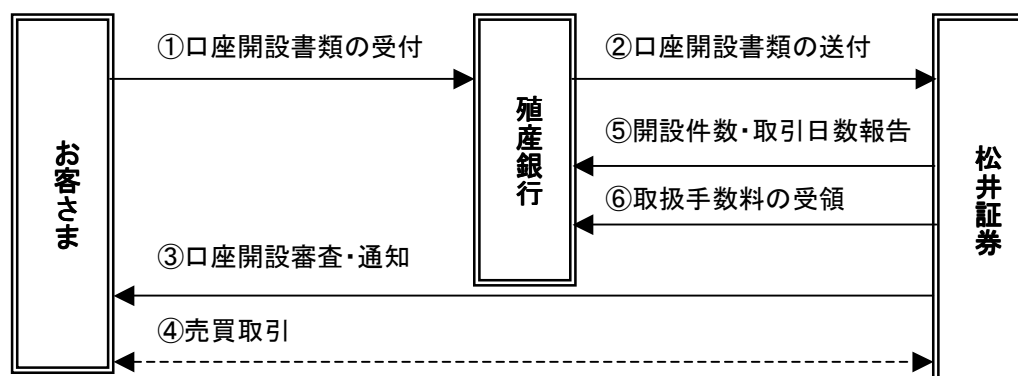 ①口座開設書類の受付
②口座開設書類の送付
お客さま
殖産銀行
松井証券
⑤開設件数・取引日数報告
⑥取扱手数料の受領
③口座開設審査・通知
④売買取引